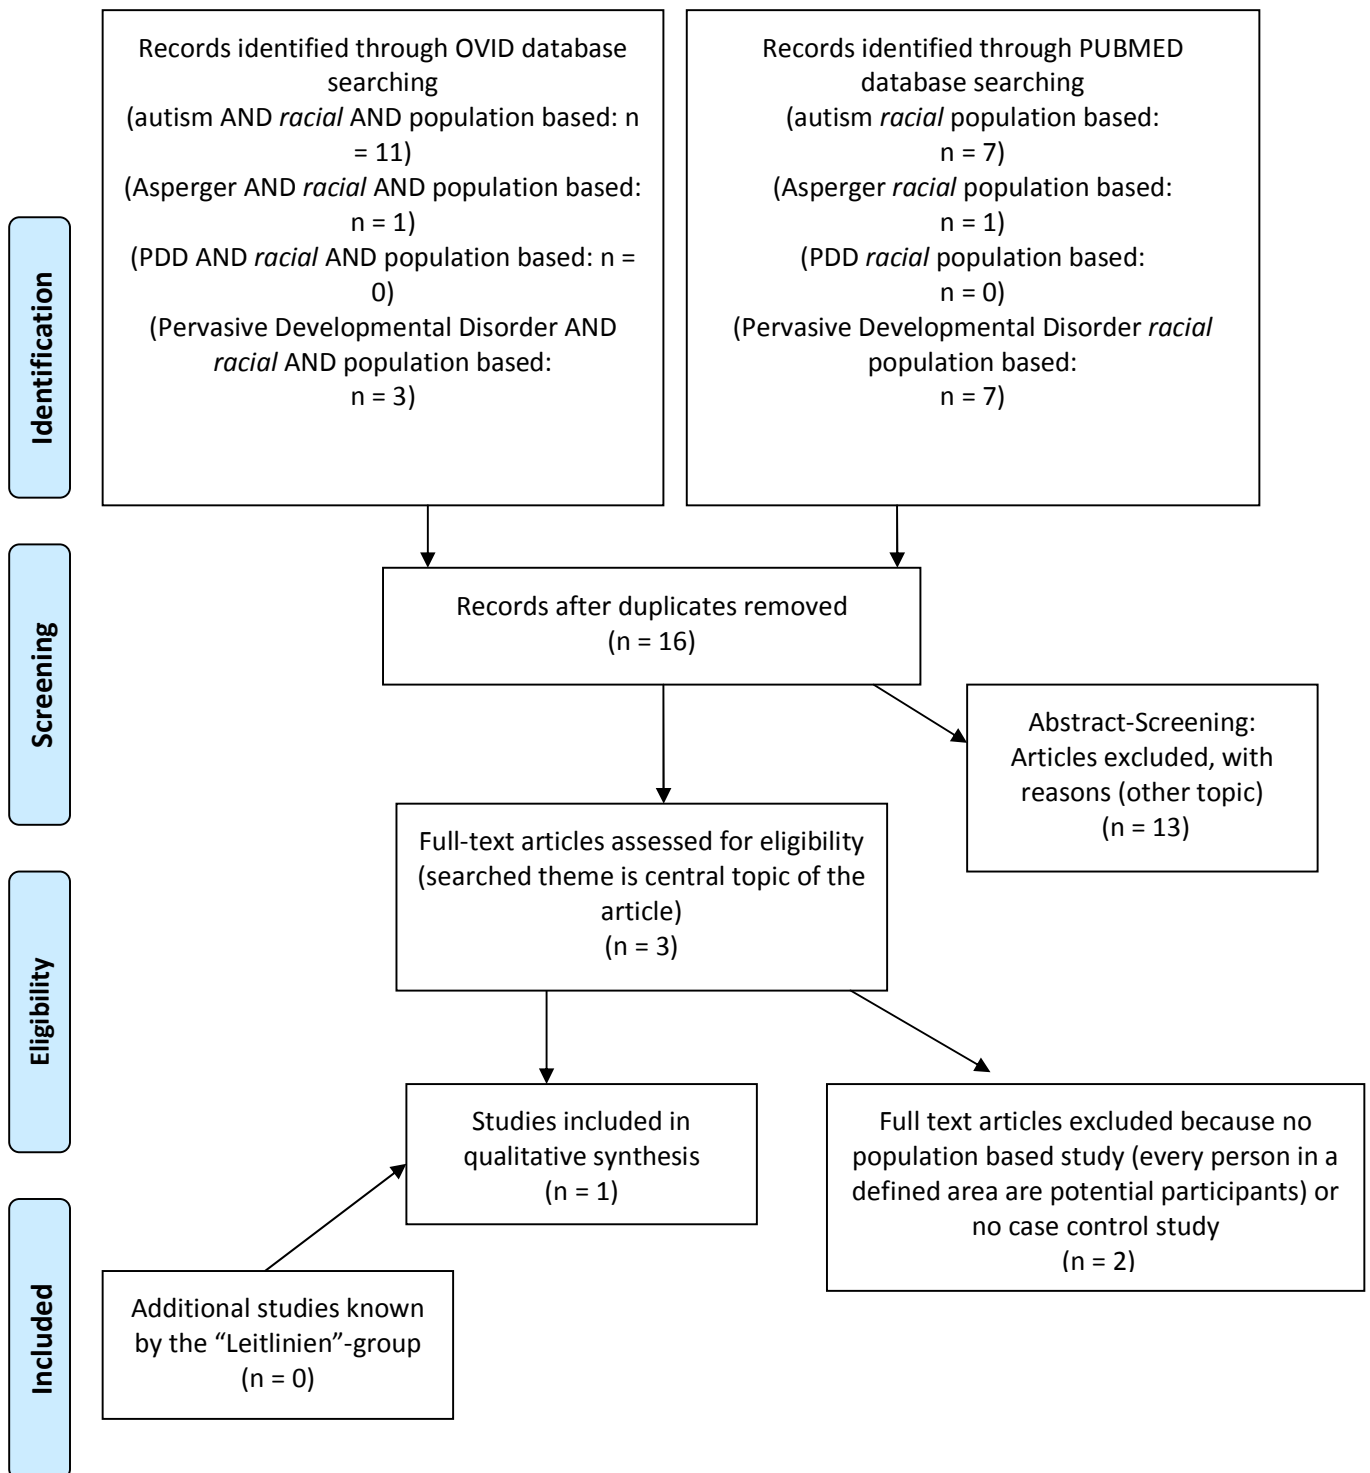 Records identified through OVID database
searching
(autism AND racial AND population based: n
= 11)
(Asperger AND racial AND population based:
n = 1)
(PDD AND racial AND population based: n =
0)
(Pervasive Developmental Disorder AND
racial AND population based:
n = 3)
Records identified through PUBMED
database searching
(autism racial population based:
n = 7)
(Asperger racial population based:
n = 1)
(PDD racial population based:
n = 0)
(Pervasive Developmental Disorder racial
population based:
n = 7)
Identification
Records after duplicates removed
(n = 16)
Screening
Abstract-Screening:
Articles excluded, with
reasons (other topic)
(n = 13)
Full-text articles assessed for eligibility
(searched theme is central topic of the
article)
(n = 3)
Eligibility
Studies included in
qualitative synthesis
(n = 1)
Full text articles excluded because no
population based study (every person in a
defined area are potential participants) or
no case control study
(n = 2)
Included
Additional studies known
by the “Leitlinien”-group
(n = 0)